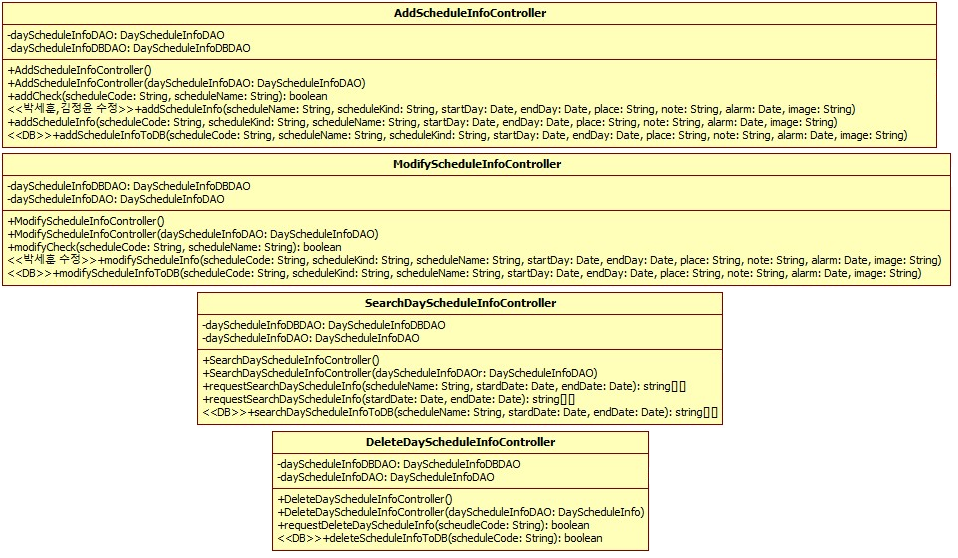 AddScheduleInfoController
-dayScheduleInfoDAO: DayScheduleInfoDAO
-dayScheduleInfoDBDAO: DayScheduleInfoDBDAO
+AddScheduleInfoController()
+AddScheduleInfoController(dayScheduleInfoDAO: DayScheduleInfoDAO)
+addCheck(scheduleCode: String, scheduleName: String): boolean
<<박세훈,김정윤 수정>>+addScheduleInfo(scheduleName: String, scheduleKind: String, startDay: Date, endDay: Date, place: String, note: String, alarm: Date, image: String)
+addScheduleInfo(scheduleCode: String, scheduleKind: String, scheduleName: String, startDay: Date, endDay: Date, place: String, note: String, alarm: Date, image: String)
<<DB>>+addScheduleInfoToDB(scheduleCode: String, scheduleName: String, scheduleKind: String, startDay: Date, endDay: Date, place: String, note: String, alarm: Date, image: String)
ModifyScheduleInfoController
-dayScheduleInfoDBDAO: DayScheduleInfoDBDAO
-dayScheduleInfoDAO: DayScheduleInfoDAO
+ModifyScheduleInfoController()
+ModifyScheduleInfoController(dayScheduleInfoDAO: DayScheduleInfoDAO)
+modifyCheck(scheduleCode: String, scheduleName: String): boolean
<<박세훈 수정>>+modifyScheduleInfo(scheduleCode: String, scheduleKind: String, scheduleName: String, startDay: Date, endDay: Date, place: String, note: String, alarm: Date, image: String)
<<DB>>+modifyScheduleInfoToDB(scheduleCode: String, scheduleKind: String, scheduleName: String, startDay: Date, endDay: Date, place: String, note: String, alarm: Date, image: String)
SearchDayScheduleInfoController
-dayScheduleInfoDBDAO: DayScheduleInfoDBDAO
-dayScheduleInfoDAO: DayScheduleInfoDAO
+SearchDayScheduleInfoController()
+SearchDayScheduleInfoController(dayScheduleInfoDAOr: DayScheduleInfoDAO)
+requestSearchDayScheduleInfo(scheduleName: String, stardDate: Date, endDate: Date): string[][]
+requestSearchDayScheduleInfo(stardDate: Date, endDate: Date): string[][]
<<DB>>+searchDayScheduleInfoToDB(scheduleName: String, stardDate: Date, endDate: Date): string[][]
DeleteDayScheduleInfoController
-dayScheduleInfoDBDAO: DayScheduleInfoDBDAO
-dayScheduleInfoDAO: DayScheduleInfoDAO
+DeleteDayScheduleInfoController()
+DeleteDayScheduleInfoController(dayScheduleInfoDAO: DayScheduleInfo)
+requestDeleteDayScheduleInfo(scheudleCode: String): boolean
<<DB>>+deleteScheduleInfoToDB(scheduleCode: String): boolean